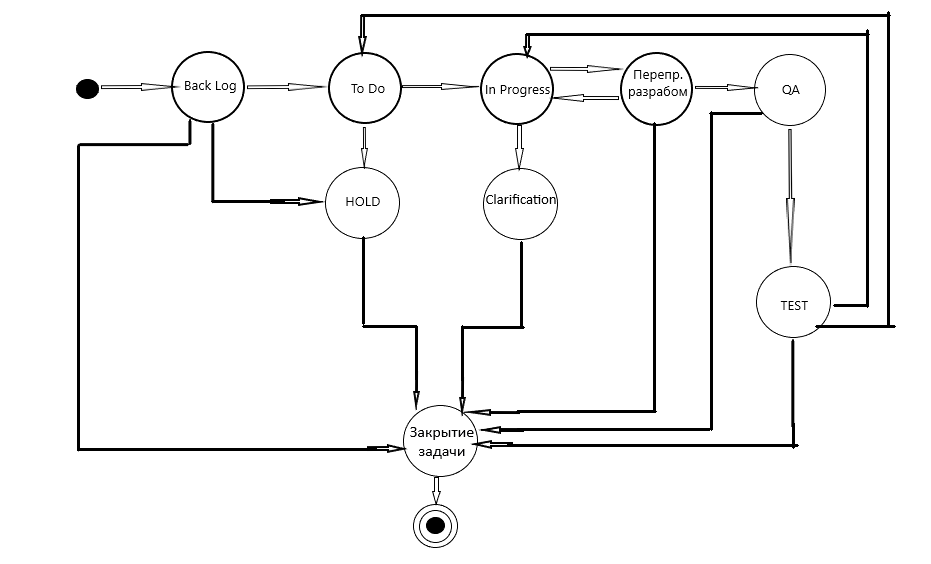 Back Log
To Do
In Progress
Перепр.
разрабом
QA
HOLD
Clarification
TEST
Закрытие
задачи